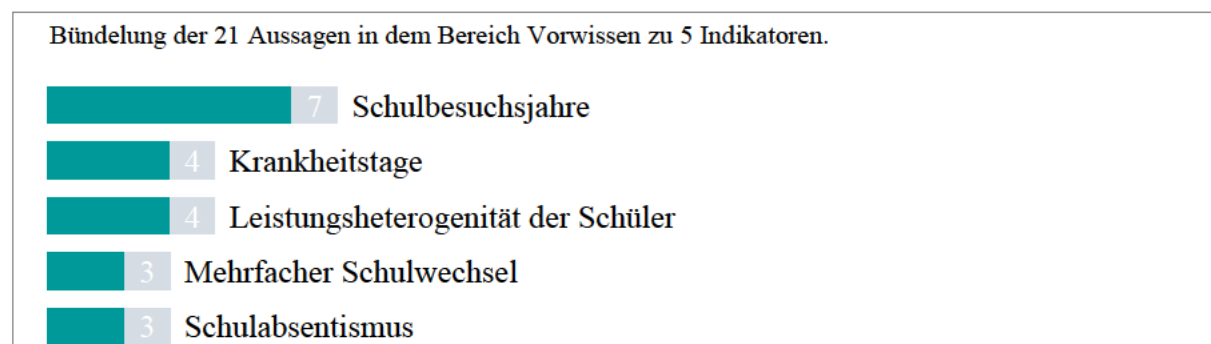 Bündelung der 21 Aussagen in dem Bereich Vorwissen zu 5 Indikatoren.
7 Schulbesuchsjahre
4 Krankheitstage
4 Leistungsheterogenität der Schüler
3 Mehrfacher Schulwechsel
3 Schulabsentismus